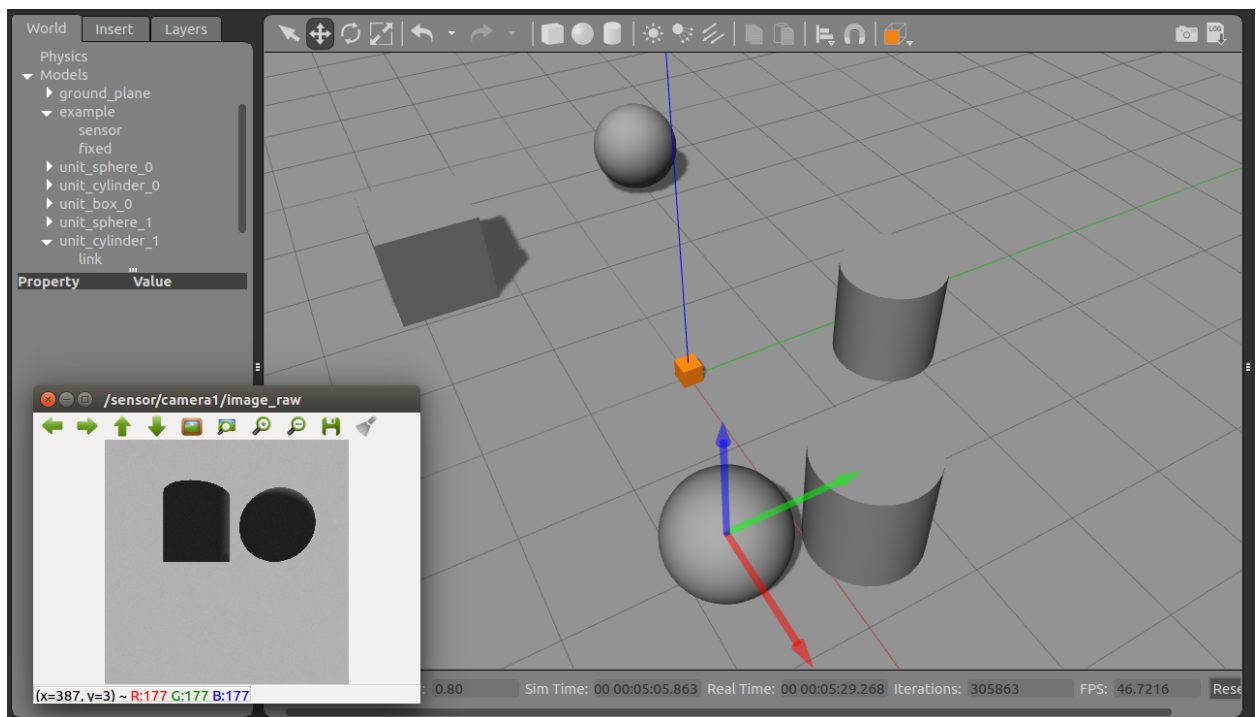 World Insert Layers
Physics
Models
ground_plane
example
sensor
fixed
unit_sphere_0
unit_cylinder_0
unit_box_0
unit_sphere_1
unit_cylinder_1
link
Property Value
LOG
/sensor/camera1/image_raw
(x=387, y=3) ~ R:177 G:177 B:177
0.80 Sim Time: 00 00:05:05.863 Real Time: 00 00:05:29.268 Iterations: 305863 FPS: 46.7216 Rese